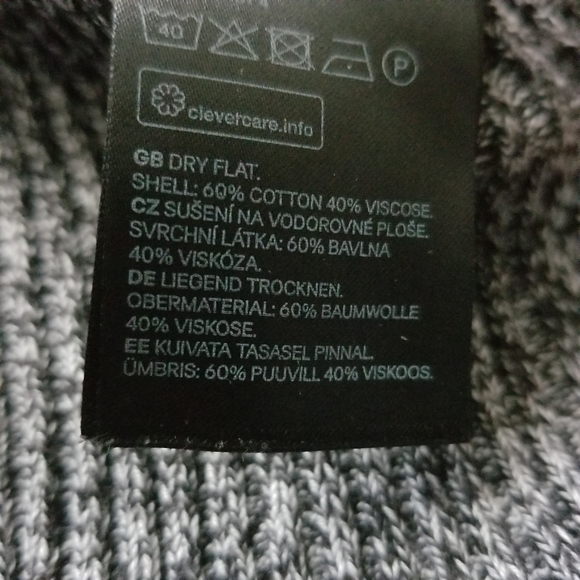 40
P
clevercare.info
GB DRY FLAT.
SHELL: 60% COTTON 40% VISCOSE.
CZ SUŠENÍ NA VODOROVNÉ PLOŠE.
SVRCHNÍ LÁTKA: 60% BAVLNA
40% VISKÓZA.
DE LIEGEND TROCKNEN.
OBERMATERIAL: 60% BAUMWOLLE
40% VISKOSE.
EE KUIVATA TASASEL PINNAL.
ÜMBRIS: 60% PUUVILL 40% VISKOOS.